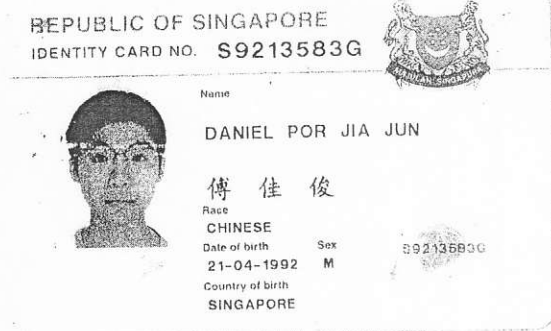 REPUBLIC OF SINGAPORE
IDENTITY CARD NO. S9213583G
MAJULAH SINGAPURA
Name
DANIEL POR JIA JUN
傅佳俊
Race
CHINESE
Date of birth Sex
21-04-1992 M
S9213583G
Country of birth
SINGAPORE